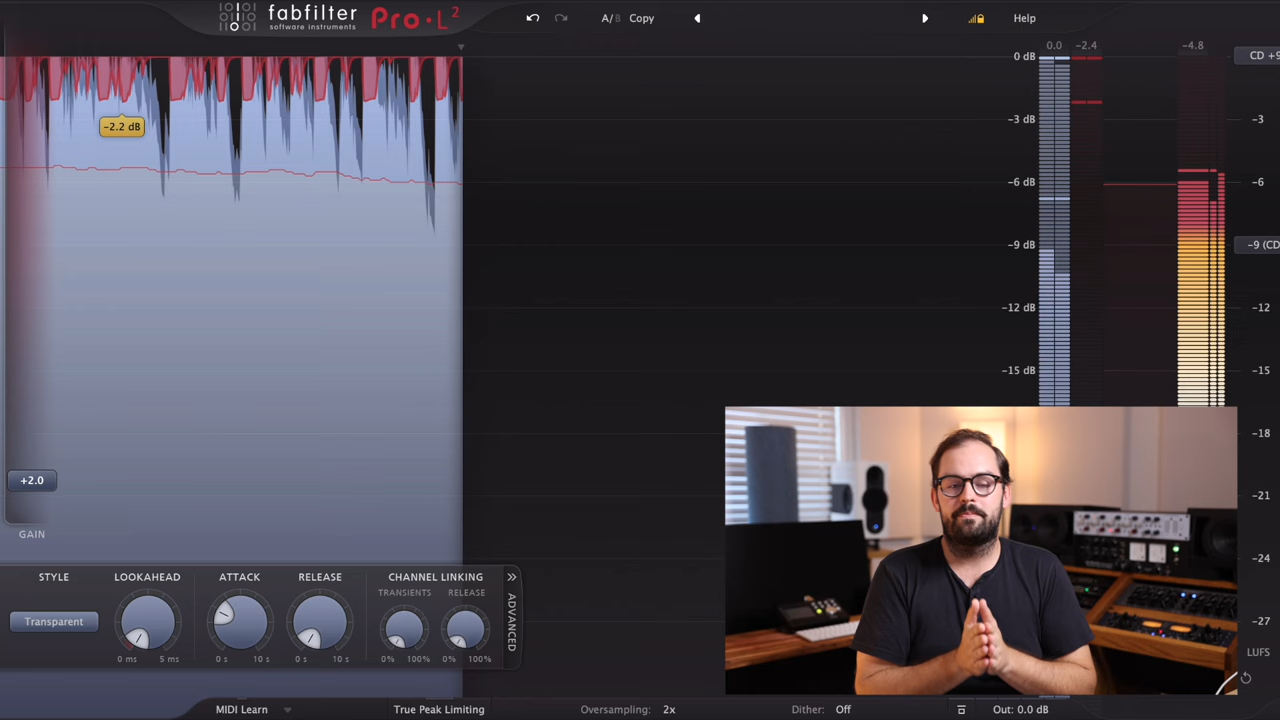 fabfilter
software instruments
Pro·L 2
A/B Copy
Help
0.0 -2.4
-4.8
CD +9
0 dB
-3 dB
-6 dB
-9 dB
-12 dB
-15 dB
-3
-6
-9 (CD
-12
-15
-18
-21
-24
-27
LUFS
-2.2 dB
+2.0
GAIN
STYLE
Transparent
LOOKAHEAD
0 ms 5 ms
ATTACK
0 s 10 s
RELEASE
0 s 10 s
CHANNEL LINKING
TRANSIENTS RELEASE
0% 100% 0% 100%
ADVANCED
MIDI Learn
True Peak Limiting
Oversampling: 2x
Dither: Off
Out: 0.0 dB